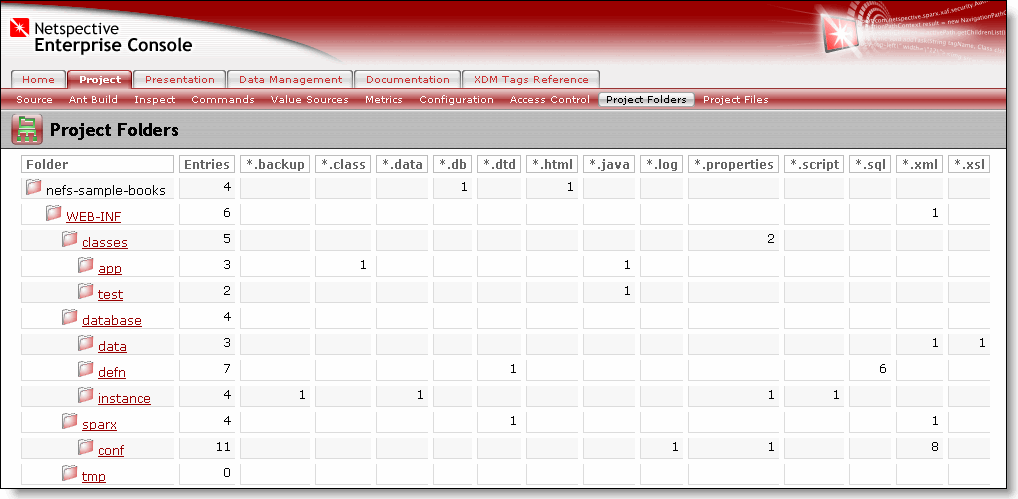 Netspective
Enterprise Console
Home Project Presentation Data Management Documentation XDM Tags Reference
Source Ant Build Inspect Commands Value Sources Metrics Configuration Access Control Project Folders Project Files
Project Folders
Folder Entries *.backup *.class *.data *.db *.dtd *.html *.java *.log *.properties *.script *.sql *.xml *.xsl
nefs-sample-books 4 1 1
WEB-INF 6 1
classes 5 2
app 3 1 1
test 2 1
database 4
data 3 1 1
defn 7 1 6
instance 4 1 1 1 1
sparx 4 1 1
conf 11 1 1 8
tmp 0